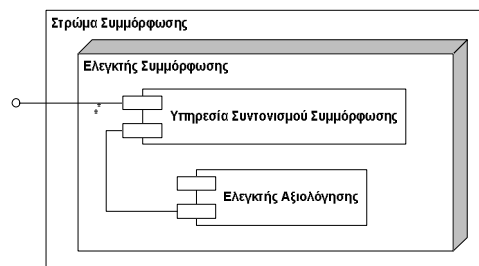 Στρώμα Συμμόρφωσης
Ελεγκτής Συμμόρφωσης
Υπηρεσία Συντονισμού Συμμόρφωσης
Ελεγκτής Αξιολόγησης